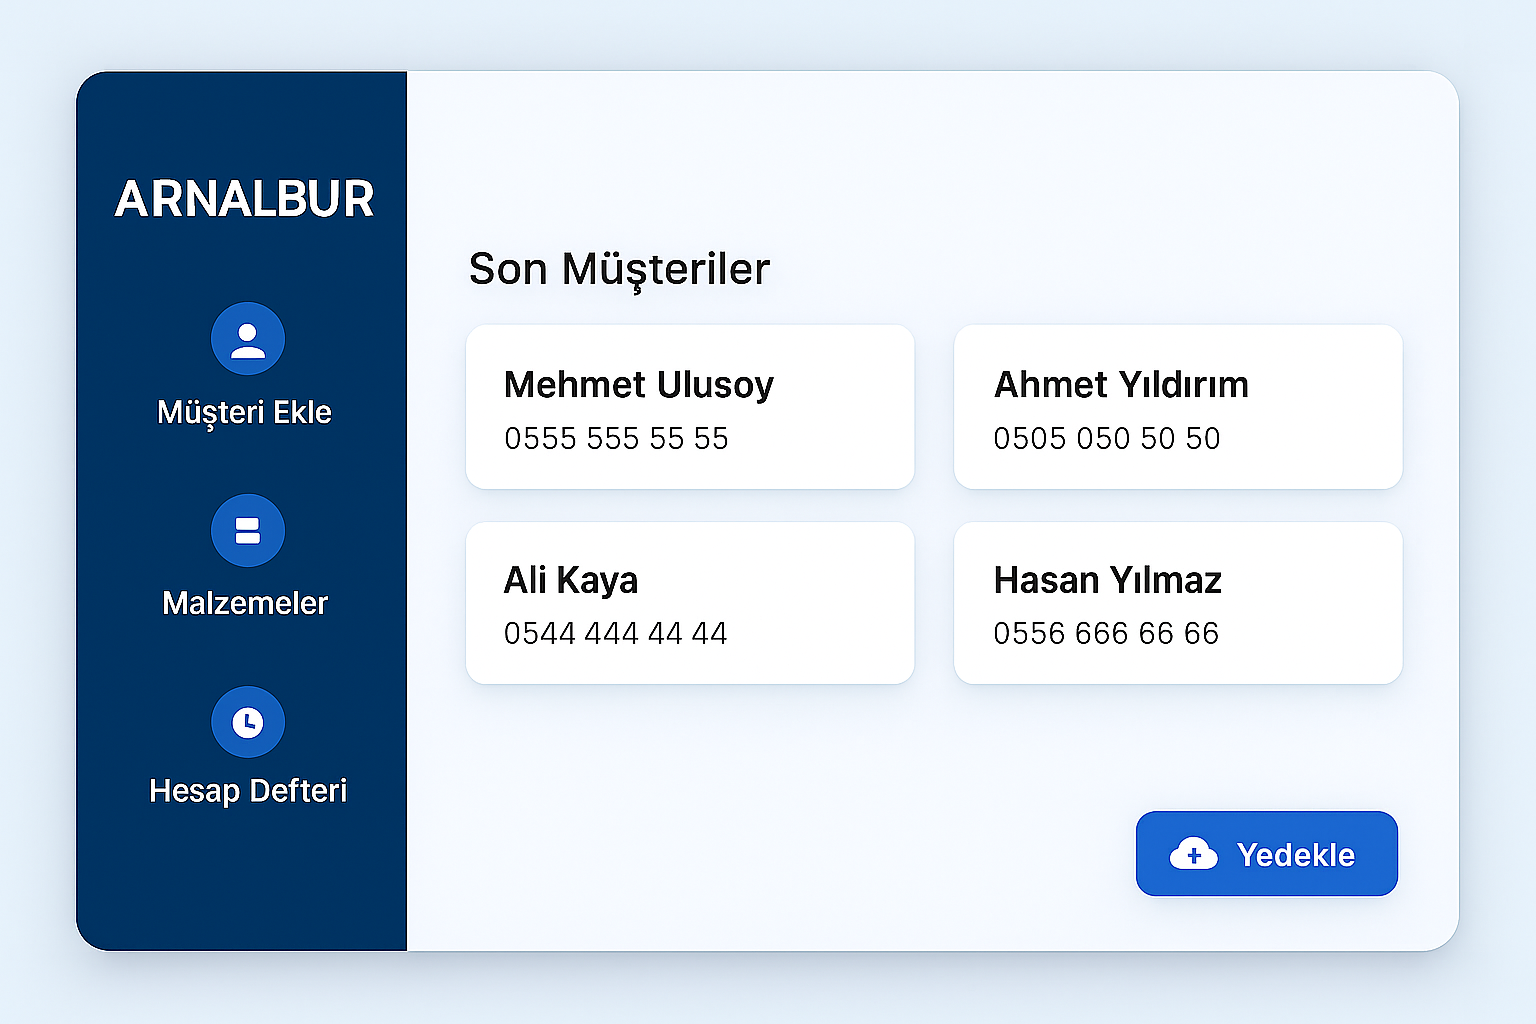 ARNALBUR
Müşteri Ekle
Malzemeler
Hesap Defteri
Son Müşteriler
Mehmet Ulusoy
0555 555 55 55
Ahmet Yıldırım
0505 050 50 50
Ali Kaya
0544 444 44 44
Hasan Yılmaz
0556 666 66 66
Yedekle